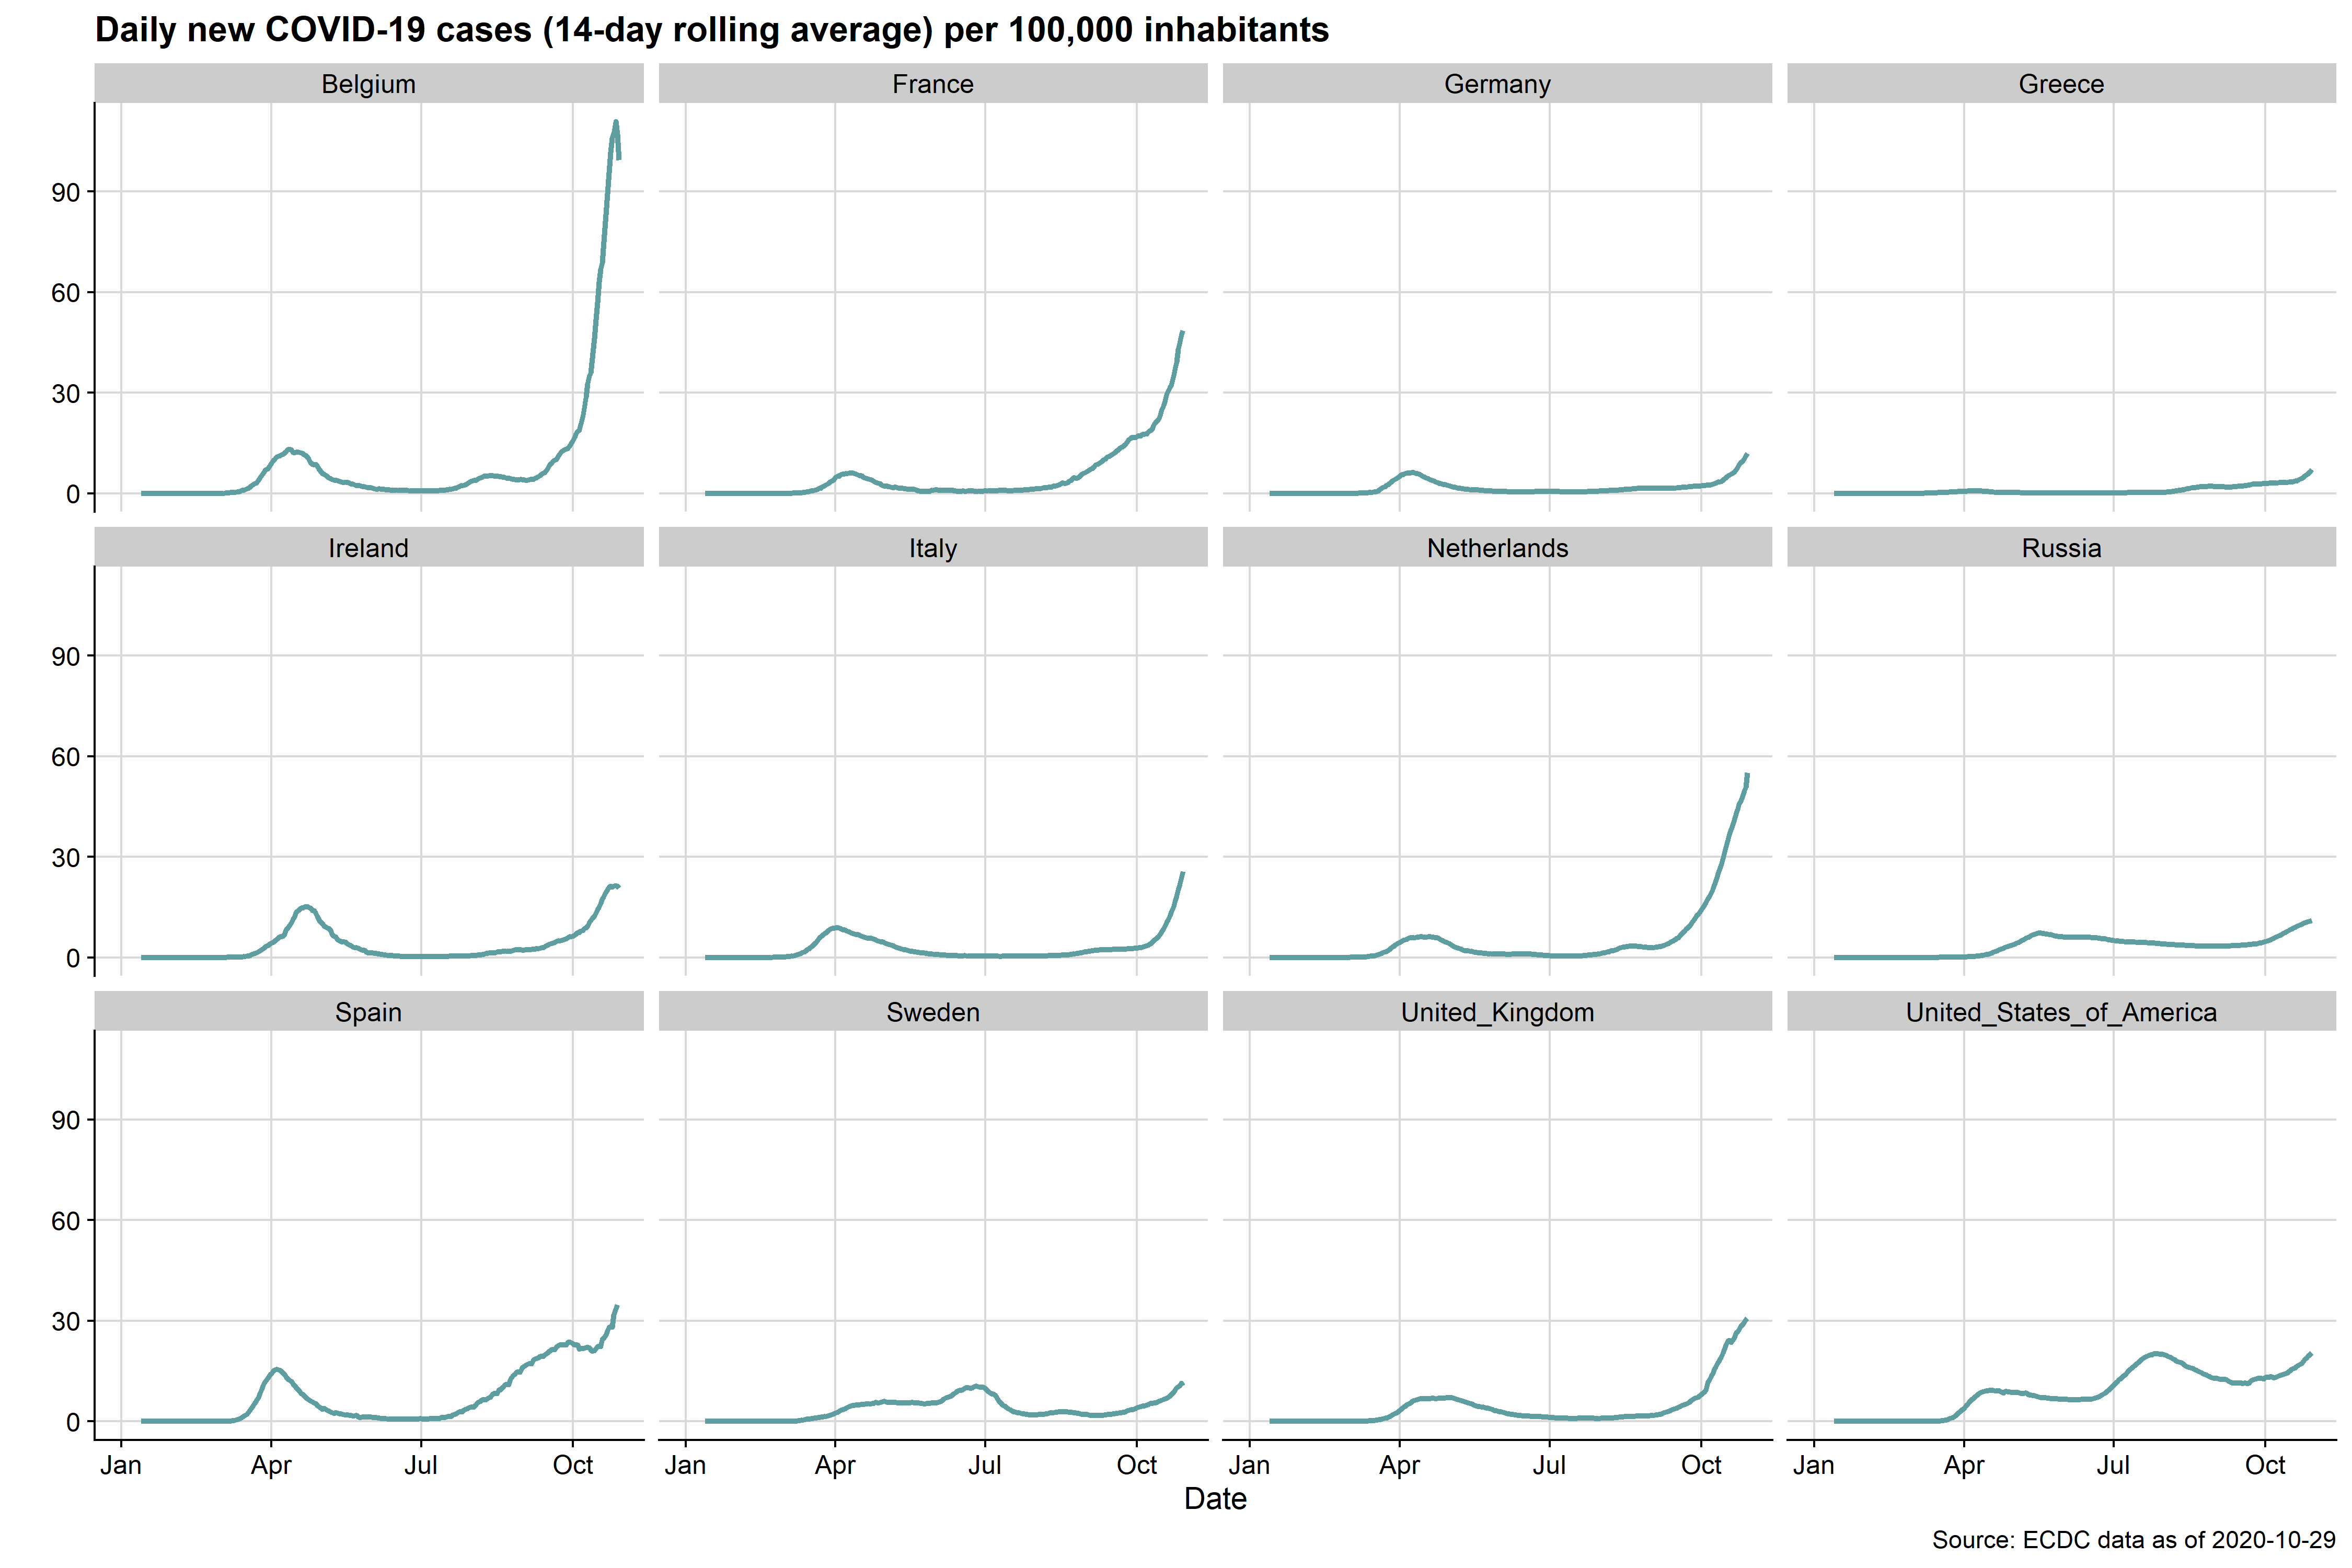 Daily new COVID-19 cases (14-day rolling average) per 100,000 inhabitants
Belgium France Germany Greece
90
60
30
0
Ireland Italy Netherlands Russia
90
60
30
0
Spain Sweden United_Kingdom United_States_of_America
90
60
30
0
Jan Apr Jul Oct Jan Apr Jul Oct Jan Apr Jul Oct Jan Apr Jul Oct
Date
Source: ECDC data as of 2020-10-29